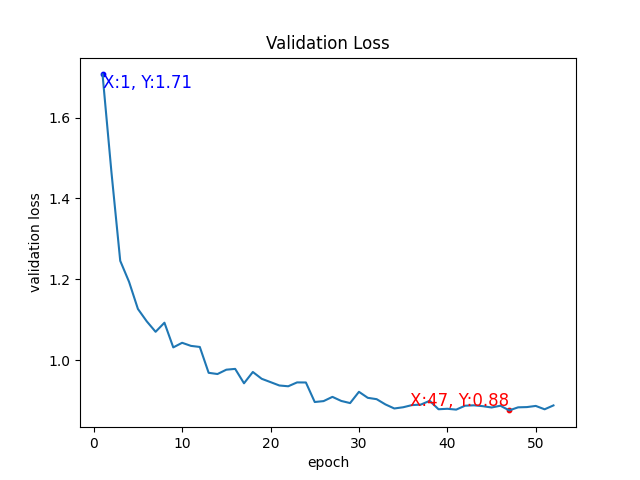 Validation Loss
X:1, Y:1.71
1.6
1.4
1.2
1.0
validation loss
X:47, Y:0.88
0
10
20
30
40
50
epoch